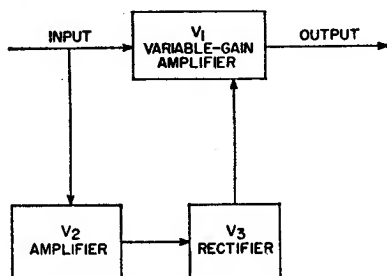 INPUT
V1
VARIABLE-GAIN
AMPLIFIER
OUTPUT
V2
AMPLIFIER
V3
RECTIFIER